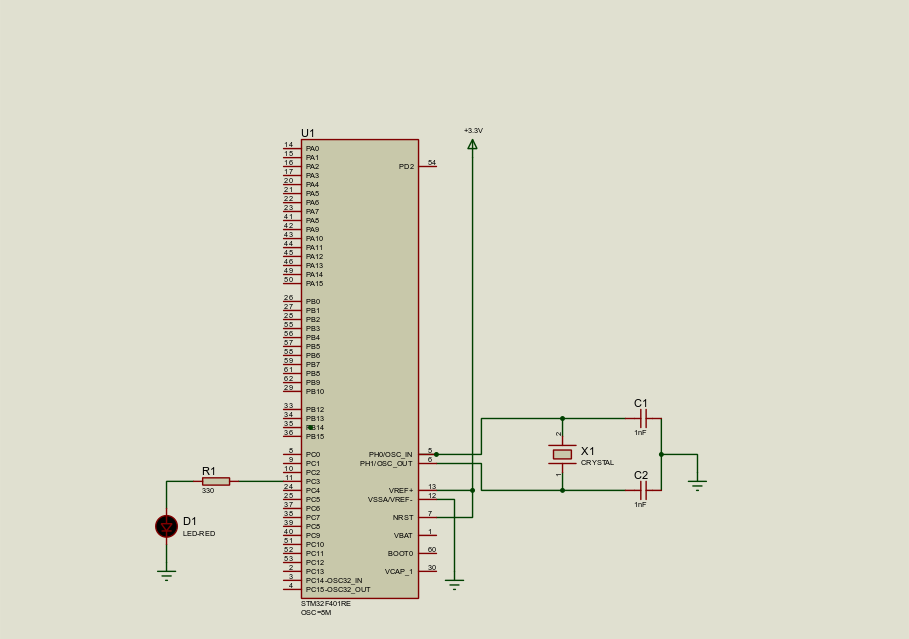 U1
+3.3V
14 PA0
15 PA1
16 PA2
PD2 54
17 PA3
20 PA4
21 PA5
22 PA6
23 PA7
41 PA8
42 PA9
43 PA10
44 PA11
45 PA12
46 PA13
49 PA14
50 PA15
26 PB0
27 PB1
28 PB2
55 PB3
56 PB4
57 PB5
58 PB6
59 PB7
61 PB8
62 PB9
29 PB10
33 PB12
34 PB13
35 PB14
36 PB15
8 PC0
PH0/OSC_IN 5
9 PC1
PH1/OSC_OUT 6
10 PC2
11 PC3
24 PC4
VREF+ 13
25 PC5
VSSA/VREF- 12
37 PC6
38 PC7
NRST 7
39 PC8
40 PC9
VBAT 1
51 PC10
52 PC11
BOOT0 60
53 PC12
2 PC13
VCAP_1 30
3 PC14-OSC32_IN
4 PC15-OSC32_OUT
STM32F401RE
OSC=8M
R1
330
D1
LED-RED
2
X1
CRYSTAL
1
C1
1nF
C2
1nF